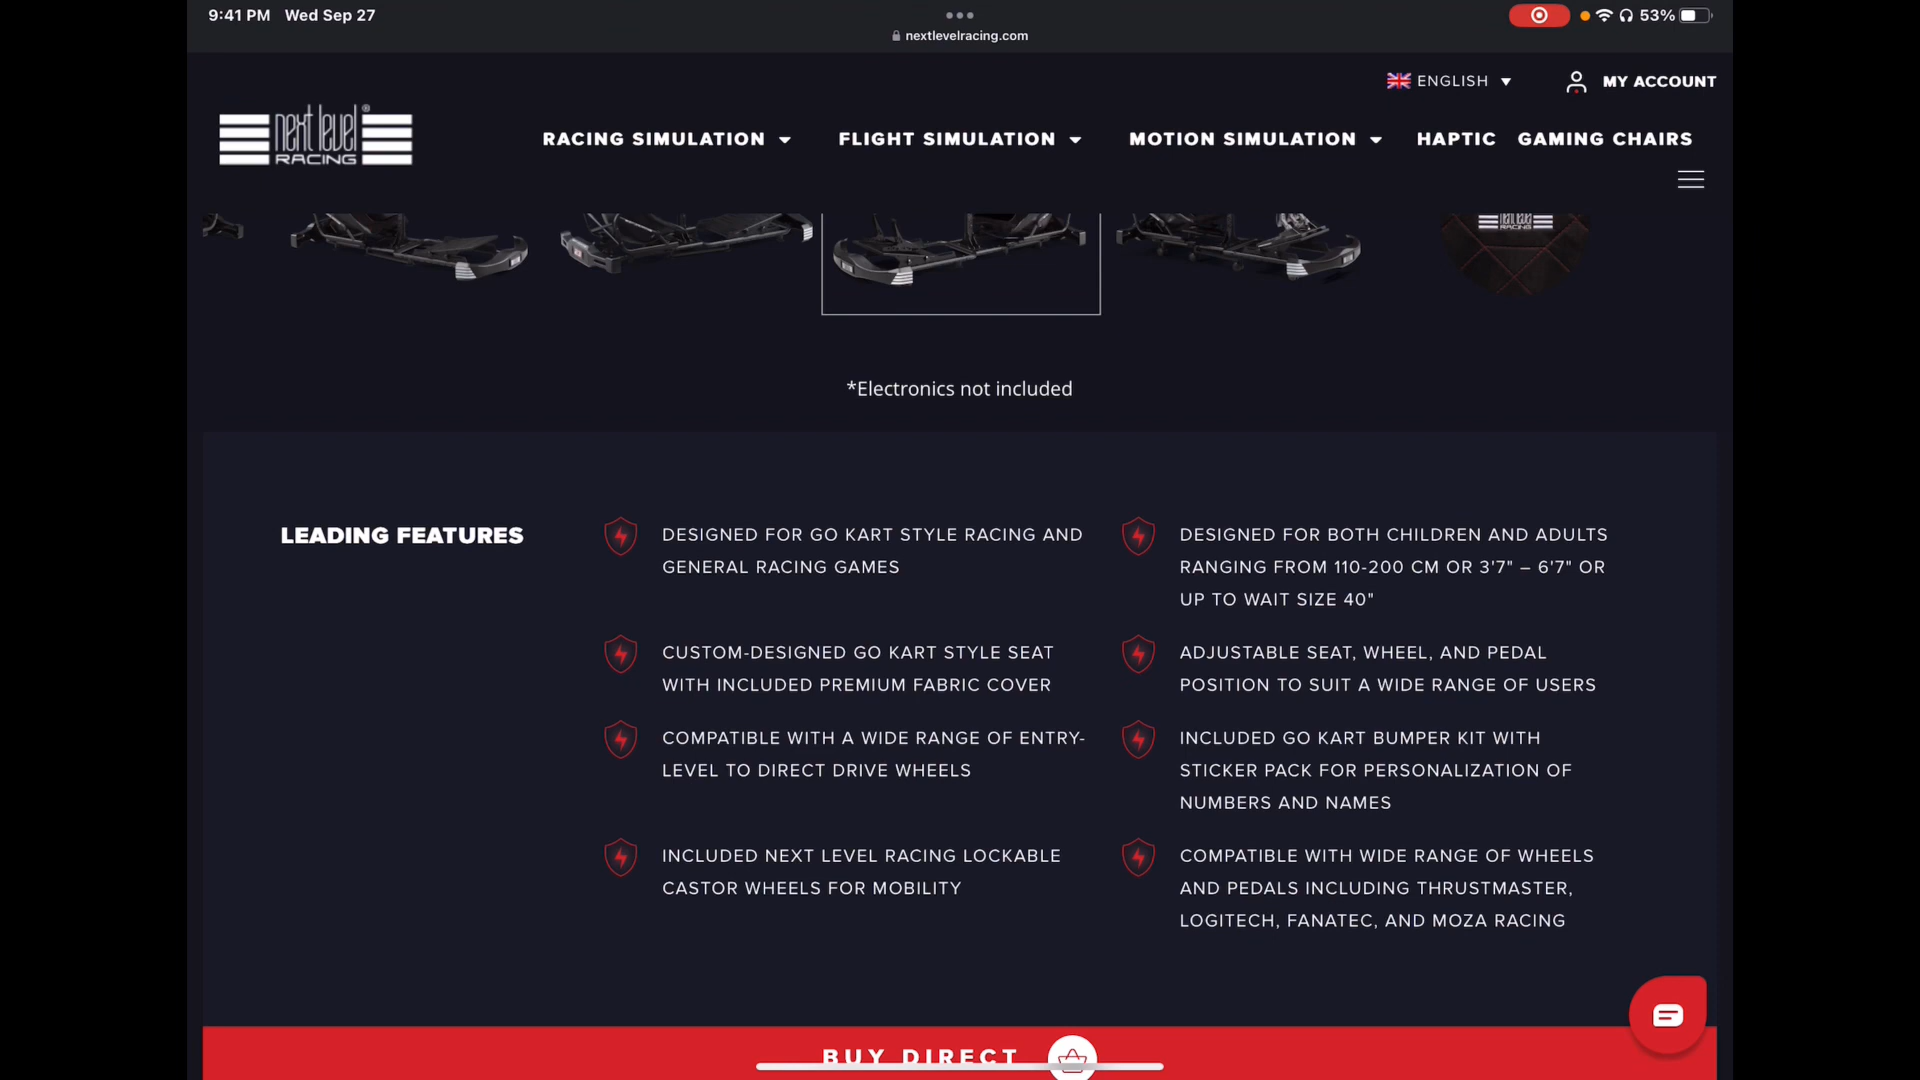 9:41 PM Wed Sep 27
53%
nextlevelracing.com
ENGLISH
MY ACCOUNT
next level®
RACING
RACING SIMULATION
FLIGHT SIMULATION
MOTION SIMULATION
HAPTIC
GAMING CHAIRS
next level
RACING
*Electronics not included
LEADING FEATURES
DESIGNED FOR GO KART STYLE RACING AND
GENERAL RACING GAMES
DESIGNED FOR BOTH CHILDREN AND ADULTS
RANGING FROM 110-200 CM OR 3'7" – 6'7" OR
UP TO WAIT SIZE 40"
CUSTOM-DESIGNED GO KART STYLE SEAT
WITH INCLUDED PREMIUM FABRIC COVER
ADJUSTABLE SEAT, WHEEL, AND PEDAL
POSITION TO SUIT A WIDE RANGE OF USERS
COMPATIBLE WITH A WIDE RANGE OF ENTRY-
LEVEL TO DIRECT DRIVE WHEELS
INCLUDED GO KART BUMPER KIT WITH
STICKER PACK FOR PERSONALIZATION OF
NUMBERS AND NAMES
INCLUDED NEXT LEVEL RACING LOCKABLE
CASTOR WHEELS FOR MOBILITY
COMPATIBLE WITH WIDE RANGE OF WHEELS
AND PEDALS INCLUDING THRUSTMASTER,
LOGITECH, FANATEC, AND MOZA RACING
BUY DIRECT